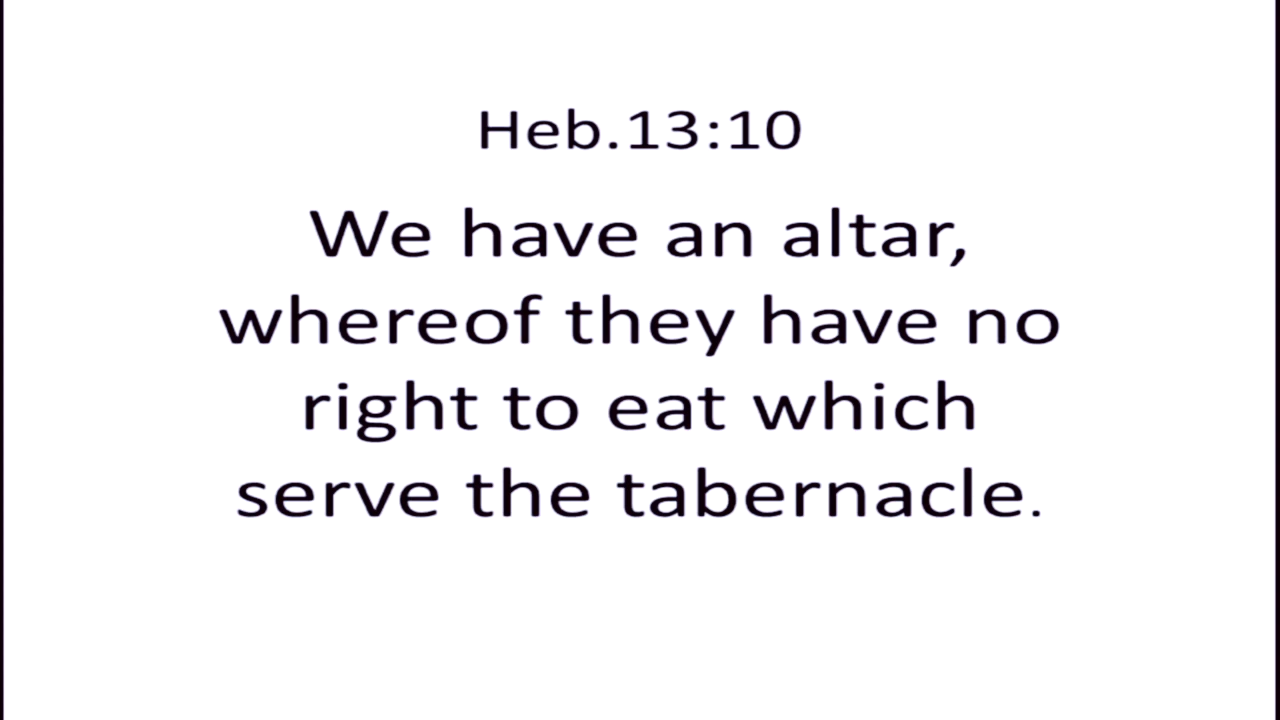 Heb.13:10
We have an altar,
whereof they have no
right to eat which
serve the tabernacle.